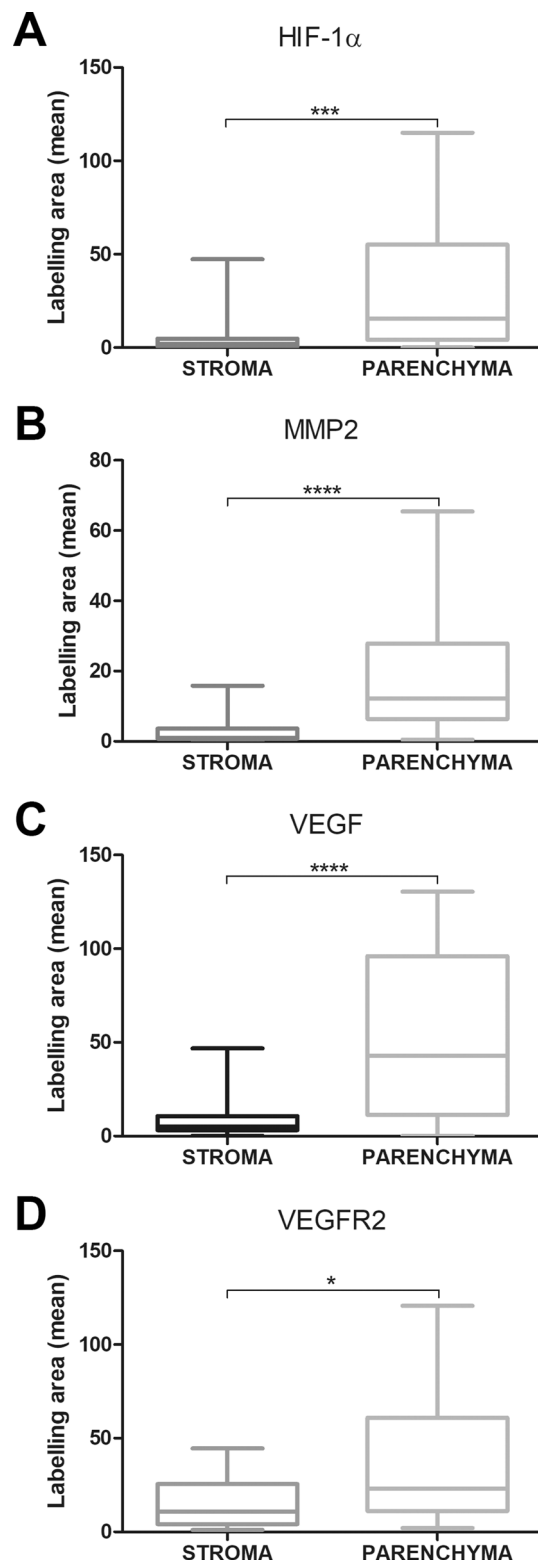 A
HIF-1α
Labelling area (mean)
150
100
50
0
***
STROMA PARENCHYMA
B
MMP2
Labelling area (mean)
80
60
40
20
0
****
STROMA PARENCHYMA
C
VEGF
Labelling area (mean)
150
100
50
0
****
STROMA PARENCHYMA
D
VEGFR2
Labelling area (mean)
150
100
50
0
*
STROMA PARENCHYMA